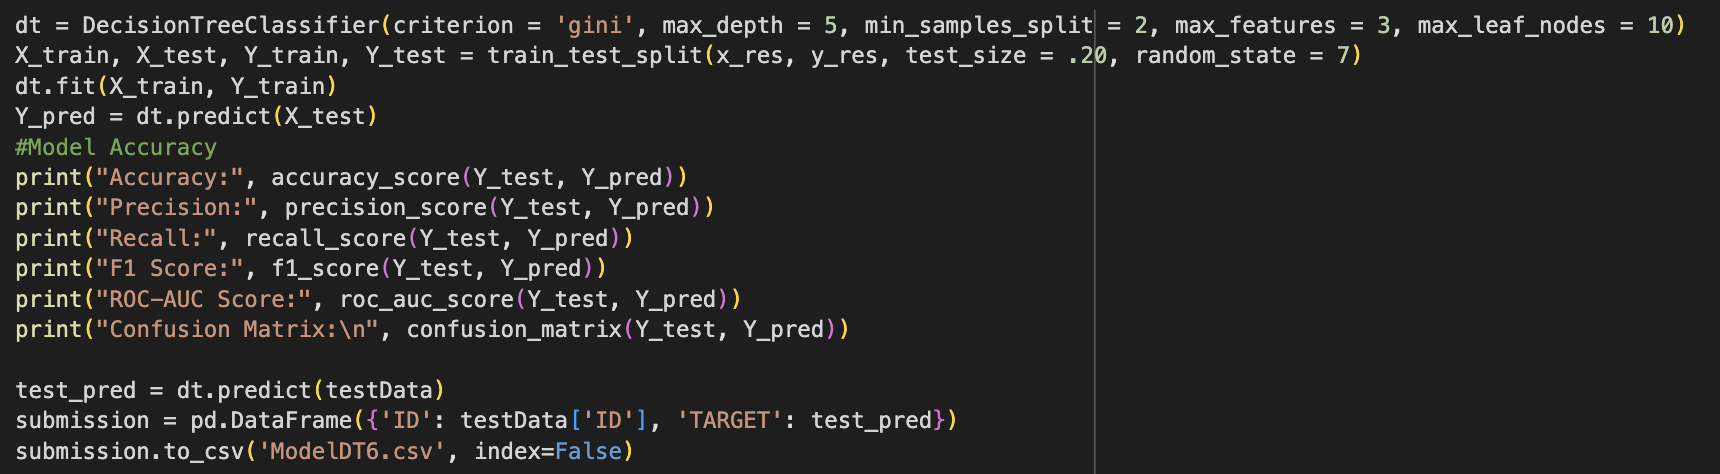 dt = DecisionTreeClassifier(criterion = 'gini', max_depth = 5, min_samples_split = 2, max_features = 3, max_leaf_nodes = 10)
X_train, X_test, Y_train, Y_test = train_test_split(x_res, y_res, test_size = .20, random_state = 7)
dt.fit(X_train, Y_train)
Y_pred = dt.predict(X_test)
#Model Accuracy
print("Accuracy:", accuracy_score(Y_test, Y_pred))
print("Precision:", precision_score(Y_test, Y_pred))
print("Recall:", recall_score(Y_test, Y_pred))
print("F1 Score:", f1_score(Y_test, Y_pred))
print("ROC-AUC Score:", roc_auc_score(Y_test, Y_pred))
print("Confusion Matrix:\n", confusion_matrix(Y_test, Y_pred))

test_pred = dt.predict(testData)
submission = pd.DataFrame({'ID': testData['ID'], 'TARGET': test_pred})
submission.to_csv('ModelDT6.csv', index=False)